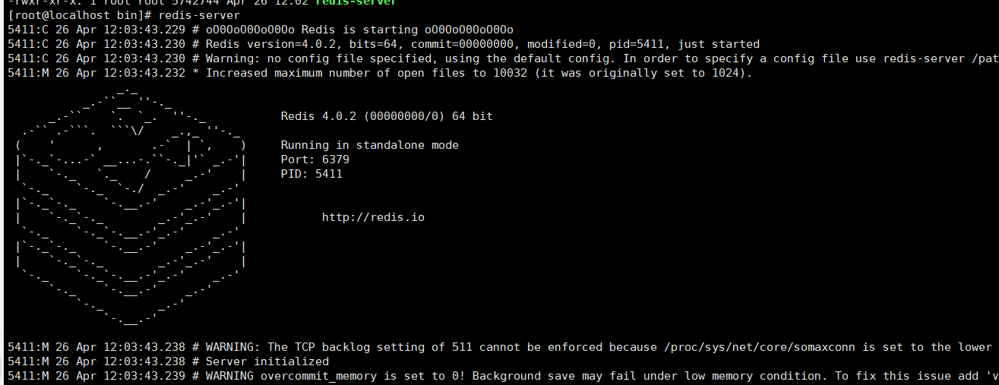 -rwxr-xr-x. 1 root root 5742744 Apr 26 12:02 redis-server
[root@localhost bin]# redis-server
5411:C 26 Apr 12:03:43.229 # oO0OoO0OoO0Oo Redis is starting oO0OoO0OoO0Oo
5411:C 26 Apr 12:03:43.230 # Redis version=4.0.2, bits=64, commit=00000000, modified=0, pid=5411, just started
5411:C 26 Apr 12:03:43.230 # Warning: no config file specified, using the default config. In order to specify a config file use redis-server /pat
5411:M 26 Apr 12:03:43.232 * Increased maximum number of open files to 10032 (it was originally set to 1024).
Redis 4.0.2 (00000000/0) 64 bit
Running in standalone mode
Port: 6379
PID: 5411
http://redis.io
5411:M 26 Apr 12:03:43.238 # WARNING: The TCP backlog setting of 511 cannot be enforced because /proc/sys/net/core/somaxconn is set to the lower
5411:M 26 Apr 12:03:43.238 # Server initialized
5411:M 26 Apr 12:03:43.239 # WARNING overcommit_memory is set to 0! Background save may fail under low memory condition. To fix this issue add 'v